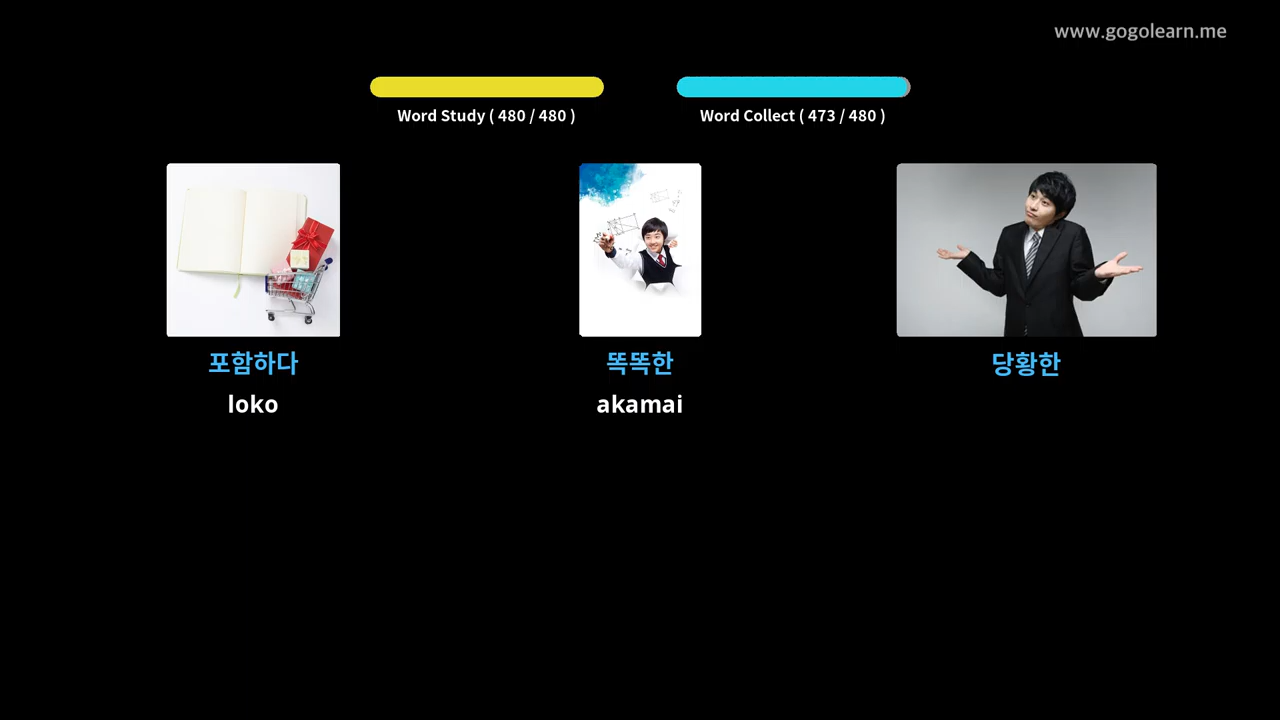 www.gogolearn.me
Word Study ( 480 / 480 )
Word Collect ( 473 / 480 )
포함하다
loko
똑똑한
akamai
당황한